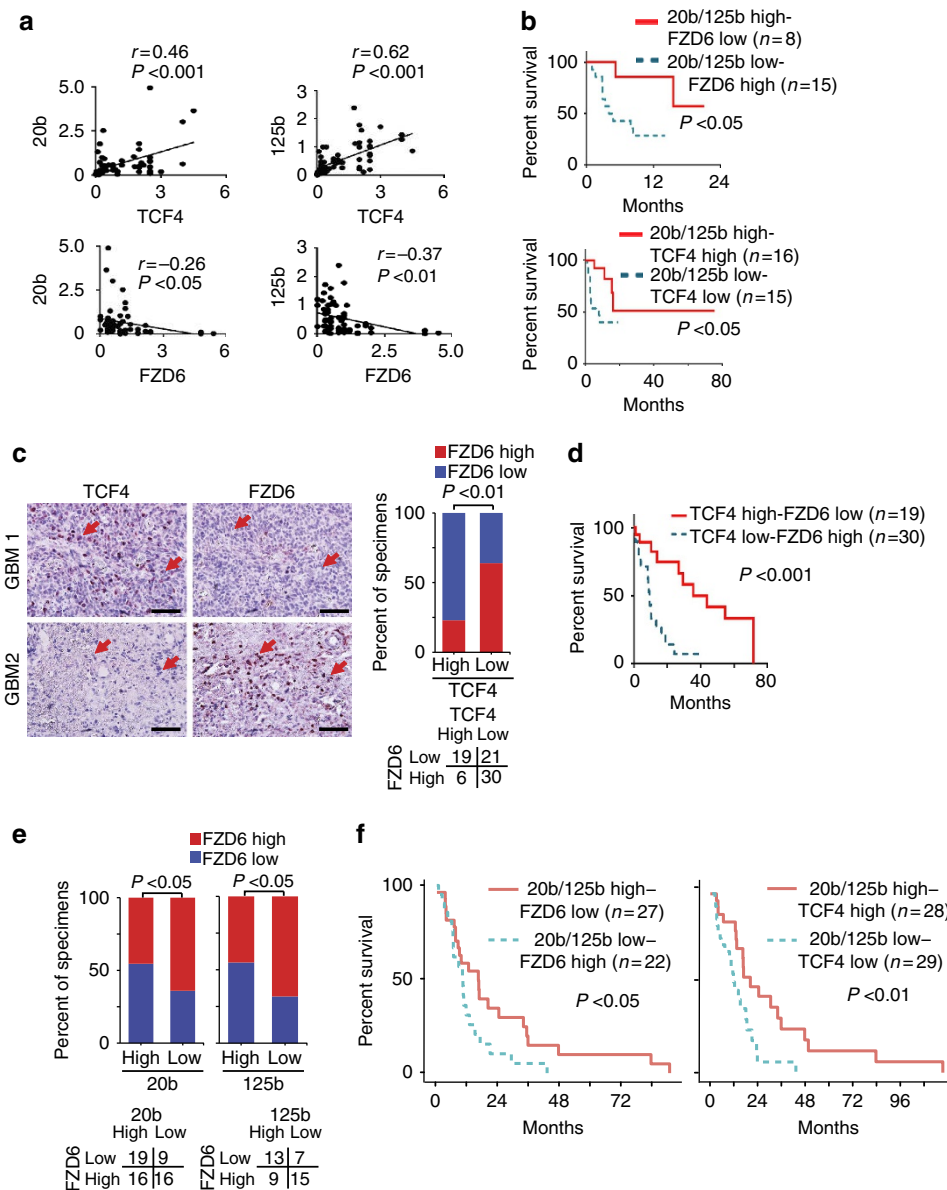 a
r=0.46
P<0.001
5.0
2.5
0
20b
0 3 6
TCF4
r=0.62
P<0.001
3
2
1
0
125b
0 3 6
TCF4
r=−0.26
P<0.05
5.0
2.5
0
20b
0 3 6
FZD6
r=−0.37
P<0.01
3
2
1
0
125b
0 2.5 5.0
FZD6
b
20b/125b high-
FZD6 low (n=8)
20b/125b low-
FZD6 high (n=15)
P<0.05
100
50
0
Percent survival
0 12 24
Months
20b/125b high-
TCF4 high (n=16)
20b/125b low-
TCF4 low (n=15)
P<0.05
100
50
0
Percent survival
0 40 80
Months
c
TCF4 FZD6
GBM 1
GBM2
FZD6 high
FZD6 low
P<0.01
100
50
0
Percent of specimens
High Low
TCF4
TCF4
High Low
FZD6
Low 19 21
High 6 30
d
TCF4 high-FZD6 low (n=19)
TCF4 low-FZD6 high (n=30)
P<0.001
100
50
0
Percent survival
0 40 80
Months
e
FZD6 high
FZD6 low
P<0.05 P<0.05
100
50
0
Percent of specimens
High Low High Low
20b 125b
20b
High Low
FZD6
Low 19 9
High 16 16
125b
High Low
FZD6
Low 13 7
High 9 15
f
20b/125b high–
FZD6 low (n=27)
20b/125b low–
FZD6 high (n=22)
P<0.05
100
50
0
Percent survival
0 24 48 72
Months
20b/125b high–
TCF4 high (n=28)
20b/125b low–
TCF4 low (n=29)
P<0.01
0 24 48 72 96
Months